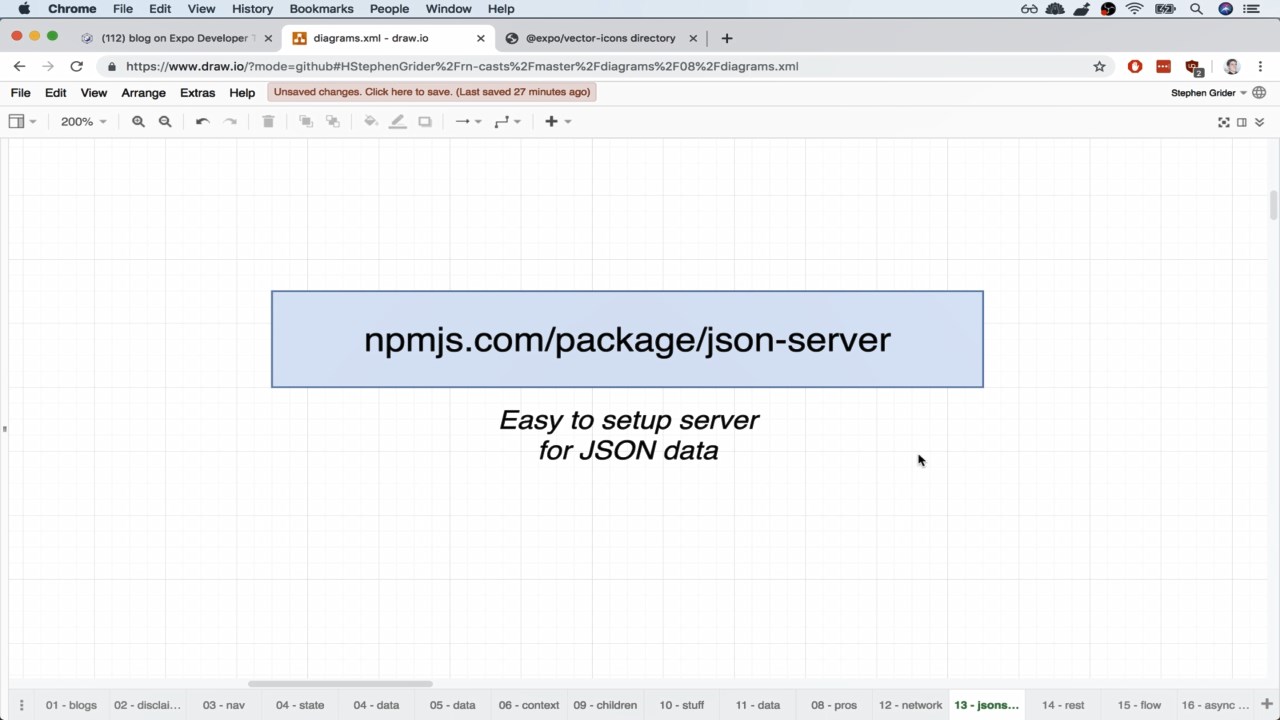 Chrome File Edit View History Bookmarks People Window Help
(112) blog on Expo Developer T
diagrams.xml - draw.io
@expo/vector-icons directory
https://www.draw.io/?mode=github#HStephenGrider%2Frn-casts%2Fmaster%2Fdiagrams%2F08%2Fdiagrams.xml
2
File Edit View Arrange Extras Help Unsaved changes. Click here to save. (Last saved 27 minutes ago) Stephen Grider
200%
npmjs.com/package/json-server
Easy to setup server
for JSON data
01 - blogs 02 - disclai... 03 - nav 04 - state 04 - data 05 - data 06 - context 09 - children 10 - stuff 11 - data 08 - pros 12 - network 13 - jsons... 14 - rest 15 - flow 16 - async ...